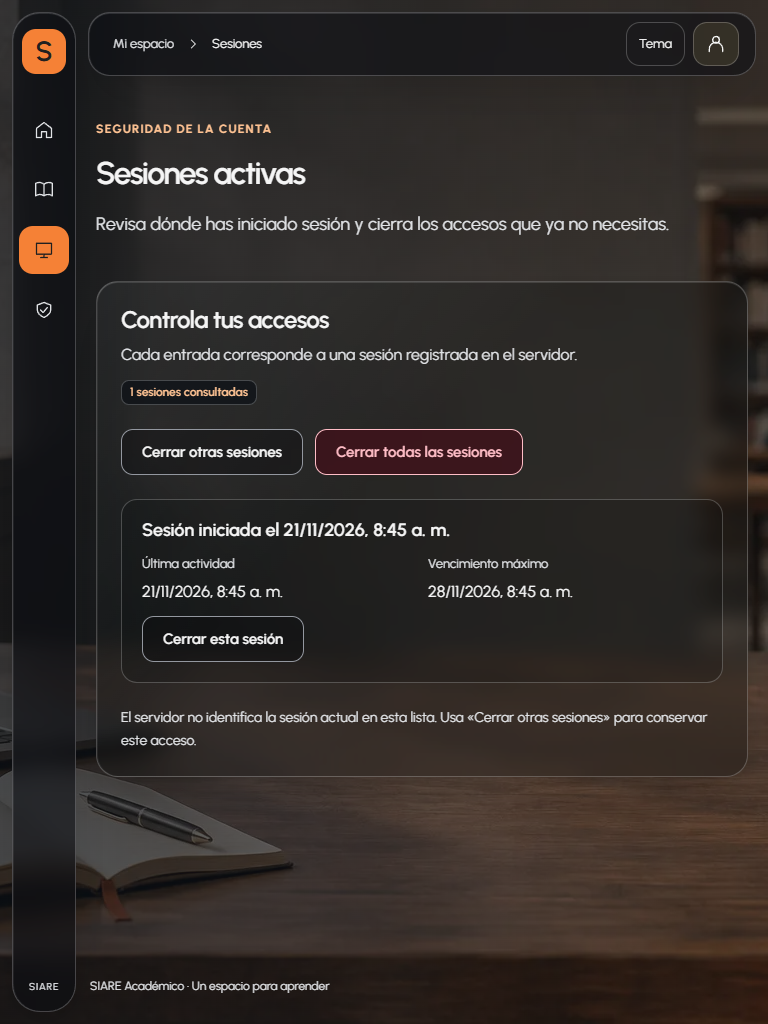 S
Mi espacio > Sesiones
Tema
SEGURIDAD DE LA CUENTA
Sesiones activas
Revisa dónde has iniciado sesión y cierra los accesos que ya no necesitas.
Controla tus accesos
Cada entrada corresponde a una sesión registrada en el servidor.
1 sesiones consultadas
Cerrar otras sesiones
Cerrar todas las sesiones
Sesión iniciada el 21/11/2026, 8:45 a. m.
Última actividad
21/11/2026, 8:45 a. m.
Vencimiento máximo
28/11/2026, 8:45 a. m.
Cerrar esta sesión
El servidor no identifica la sesión actual en esta lista. Usa «Cerrar otras sesiones» para conservar
este acceso.
SIARE
SIARE Académico · Un espacio para aprender